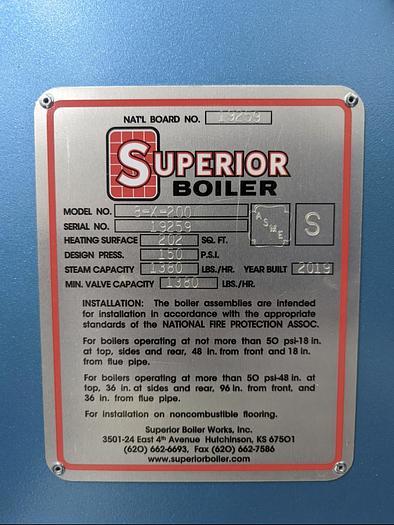 NAT'L BOARD NO. 19259
SUPERIOR
BOILER
MODEL NO. 3-X-200
SERIAL NO. 19259
HEATING SURFACE 202 SQ. FT.
DESIGN PRESS. 150 P.S.I.
STEAM CAPACITY 1380 LBS./HR. YEAR BUILT 2019
MIN. VALVE CAPACITY 1380 LBS./HR.
ASME
S
INSTALLATION: The boiler assemblies are intended
for installation in accordance with the appropriate
standards of the NATIONAL FIRE PROTECTION ASSOC.
For boilers operating at not more than 50 psi-18 in.
at top, sides and rear, 48 in. from front and 18 in.
from flue pipe.
For boilers operating at more than 50 psi-48 in. at
top, 36 in. at sides and rear, 96 in. from front, and
36 in. from flue pipe.
For installation on noncombustible flooring.
Superior Boiler Works, Inc.
3501-24 East 4th Avenue Hutchinson, KS 67501
(620) 662-6693, Fax (620) 662-7586
www.superiorboiler.com